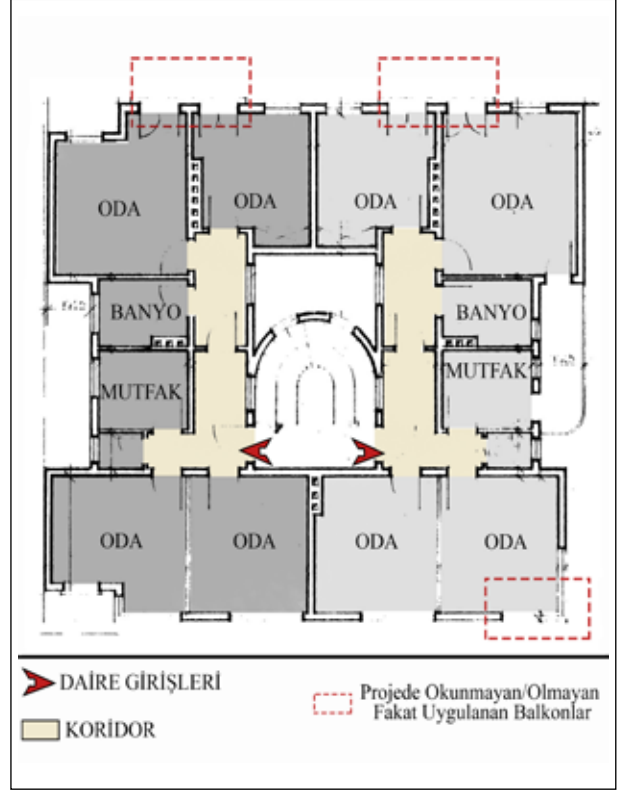 ODA ODA ODA ODA
BANYO BANYO
MUTFAK MUTFAK
ODA ODA ODA ODA
DAİRE GİRİŞLERİ
KORİDOR
Projede Okunmayan/Olmayan
Fakat Uygulanan Balkonlar